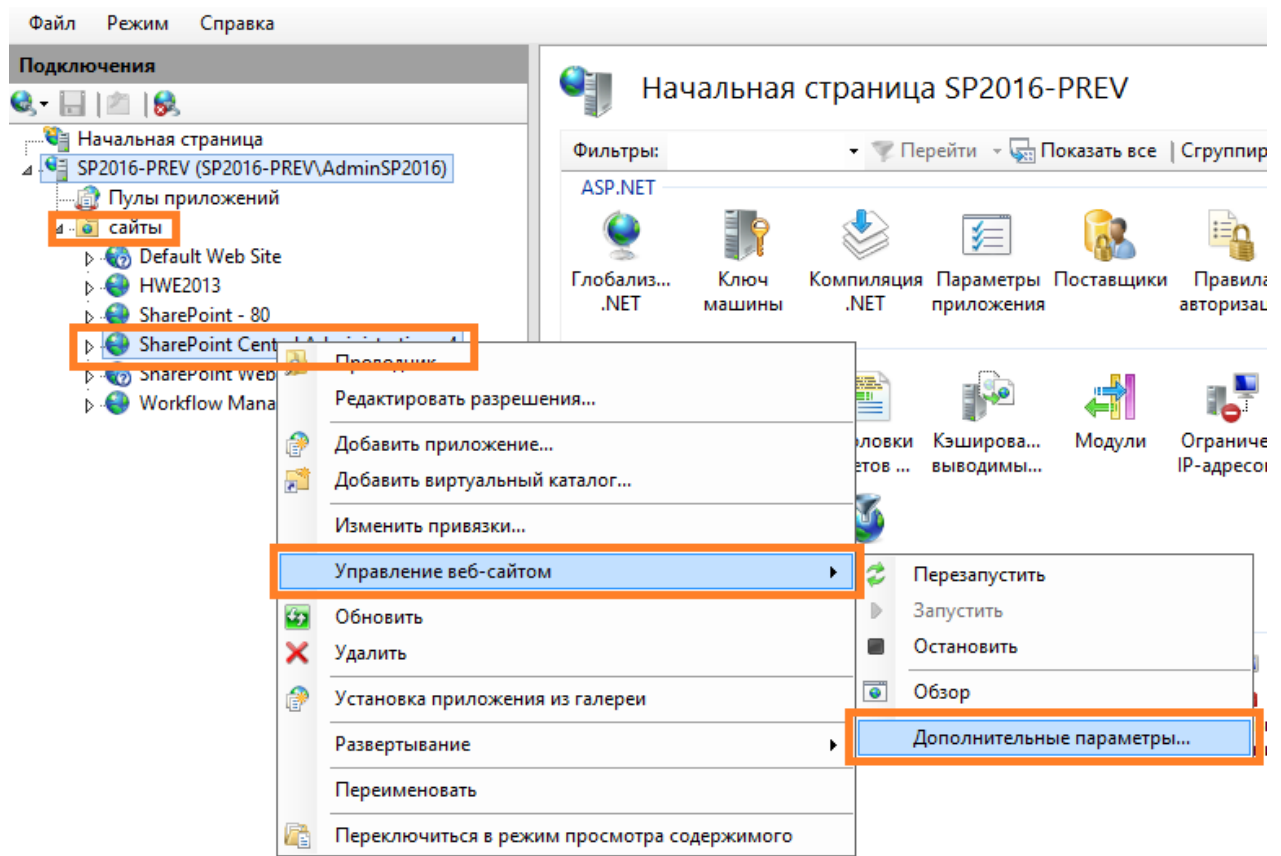 Файл Режим Справка
Подключения
Начальная страница
SP2016-PREV (SP2016-PREV\AdminSP2016)
Пулы приложений
сайты
Default Web Site
HWE2013
SharePoint - 80
SharePoint Cent
SharePoint Web
Workflow Mana
Начальная страница SP2016-PREV
Фильтры: Перейти Показать все Сгруппир
ASP.NET
Глобализ... .NET
Ключ машины
Компиляция .NET
Параметры приложения
Поставщики
Правила авторизац
Кэширова... выводимы...
Модули
Ограниче IP-адресо
Проводник
Редактировать разрешения...
Добавить приложение...
Добавить виртуальный каталог...
Изменить привязки...
Управление веб-сайтом
Обновить
Удалить
Установка приложения из галереи
Развертывание
Переименовать
Переключиться в режим просмотра содержимого
Перезапустить
Запустить
Остановить
Обзор
Дополнительные параметры...